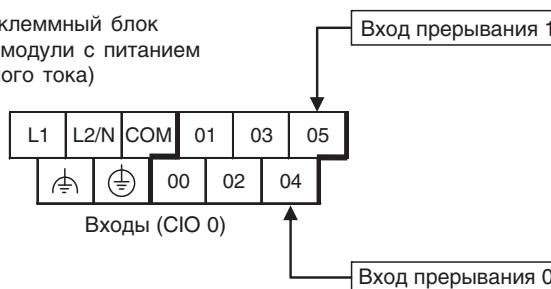 клеммный блок
модули с питанием
ного тока)
Вход прерывания 1
L1 L2/N COM 01 03 05
00 02 04
Входы (CIO 0)
Вход прерывания 0